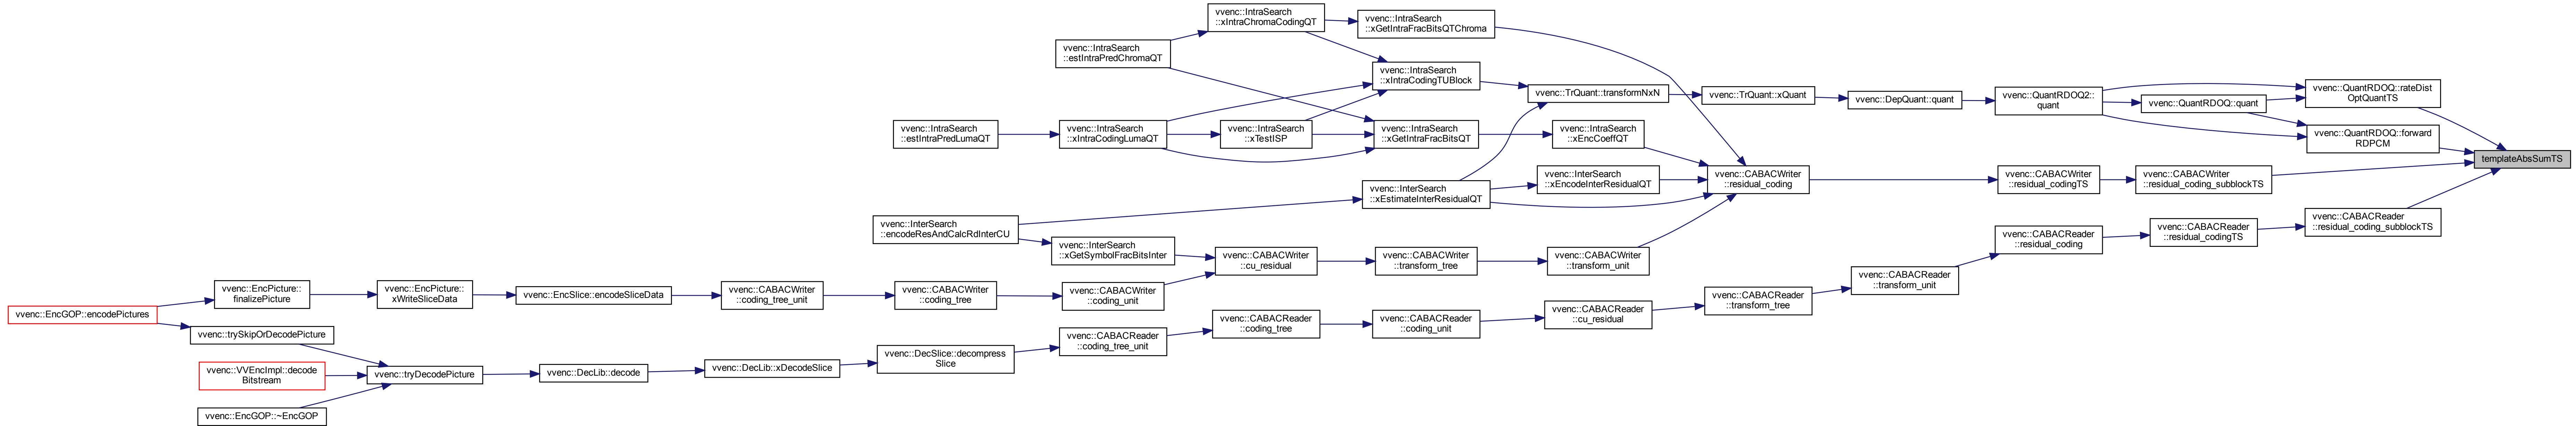 vvenc::IntraSearch
::xIntraChromaCodingQT
vvenc::IntraSearch
::xGetIntraFracBitsQTChroma
vvenc::IntraSearch
::estIntraPredChromaQT
vvenc::IntraSearch
::xIntraCodingTUBlock
vvenc::TrQuant::transformNxN
vvenc::TrQuant::xQuant
vvenc::DepQuant::quant
vvenc::QuantRDOQ2::
quant
vvenc::QuantRDOQ::quant
vvenc::QuantRDOQ::rateDist
OptQuantTS
vvenc::QuantRDOQ::forward
RDPCM
templateAbsSumTS
vvenc::IntraSearch
::estIntraPredLumaQT
vvenc::IntraSearch
::xIntraCodingLumaQT
vvenc::IntraSearch
::xTestISP
vvenc::IntraSearch
::xGetIntraFracBitsQT
vvenc::IntraSearch
::xEncCoeffQT
vvenc::InterSearch
::xEstimateInterResidualQT
vvenc::InterSearch
::xEncodeInterResidualQT
vvenc::CABACWriter
::residual_coding
vvenc::CABACWriter
::residual_codingTS
vvenc::CABACWriter
::residual_coding_subblockTS
vvenc::InterSearch
::encodeResAndCalcRdInterCU
vvenc::InterSearch
::xGetSymbolFracBitsInter
vvenc::CABACWriter
::cu_residual
vvenc::CABACWriter
::transform_tree
vvenc::CABACWriter
::transform_unit
vvenc::CABACReader
::residual_coding
vvenc::CABACReader
::residual_codingTS
vvenc::CABACReader
::residual_coding_subblockTS
vvenc::EncGOP::encodePictures
vvenc::EncPicture::
finalizePicture
vvenc::EncPicture::
xWriteSliceData
vvenc::EncSlice::encodeSliceData
vvenc::CABACWriter
::coding_tree_unit
vvenc::CABACWriter
::coding_tree
vvenc::CABACWriter
::coding_unit
vvenc::CABACReader
::cu_residual
vvenc::CABACReader
::transform_tree
vvenc::CABACReader
::transform_unit
vvenc::trySkipOrDecodePicture
vvenc::VVEncImpl::decode
Bitstream
vvenc::EncGOP::~EncGOP
vvenc::tryDecodePicture
vvenc::DecLib::decode
vvenc::DecLib::xDecodeSlice
vvenc::DecSlice::decompress
Slice
vvenc::CABACReader
::coding_tree_unit
vvenc::CABACReader
::coding_tree
vvenc::CABACReader
::coding_unit